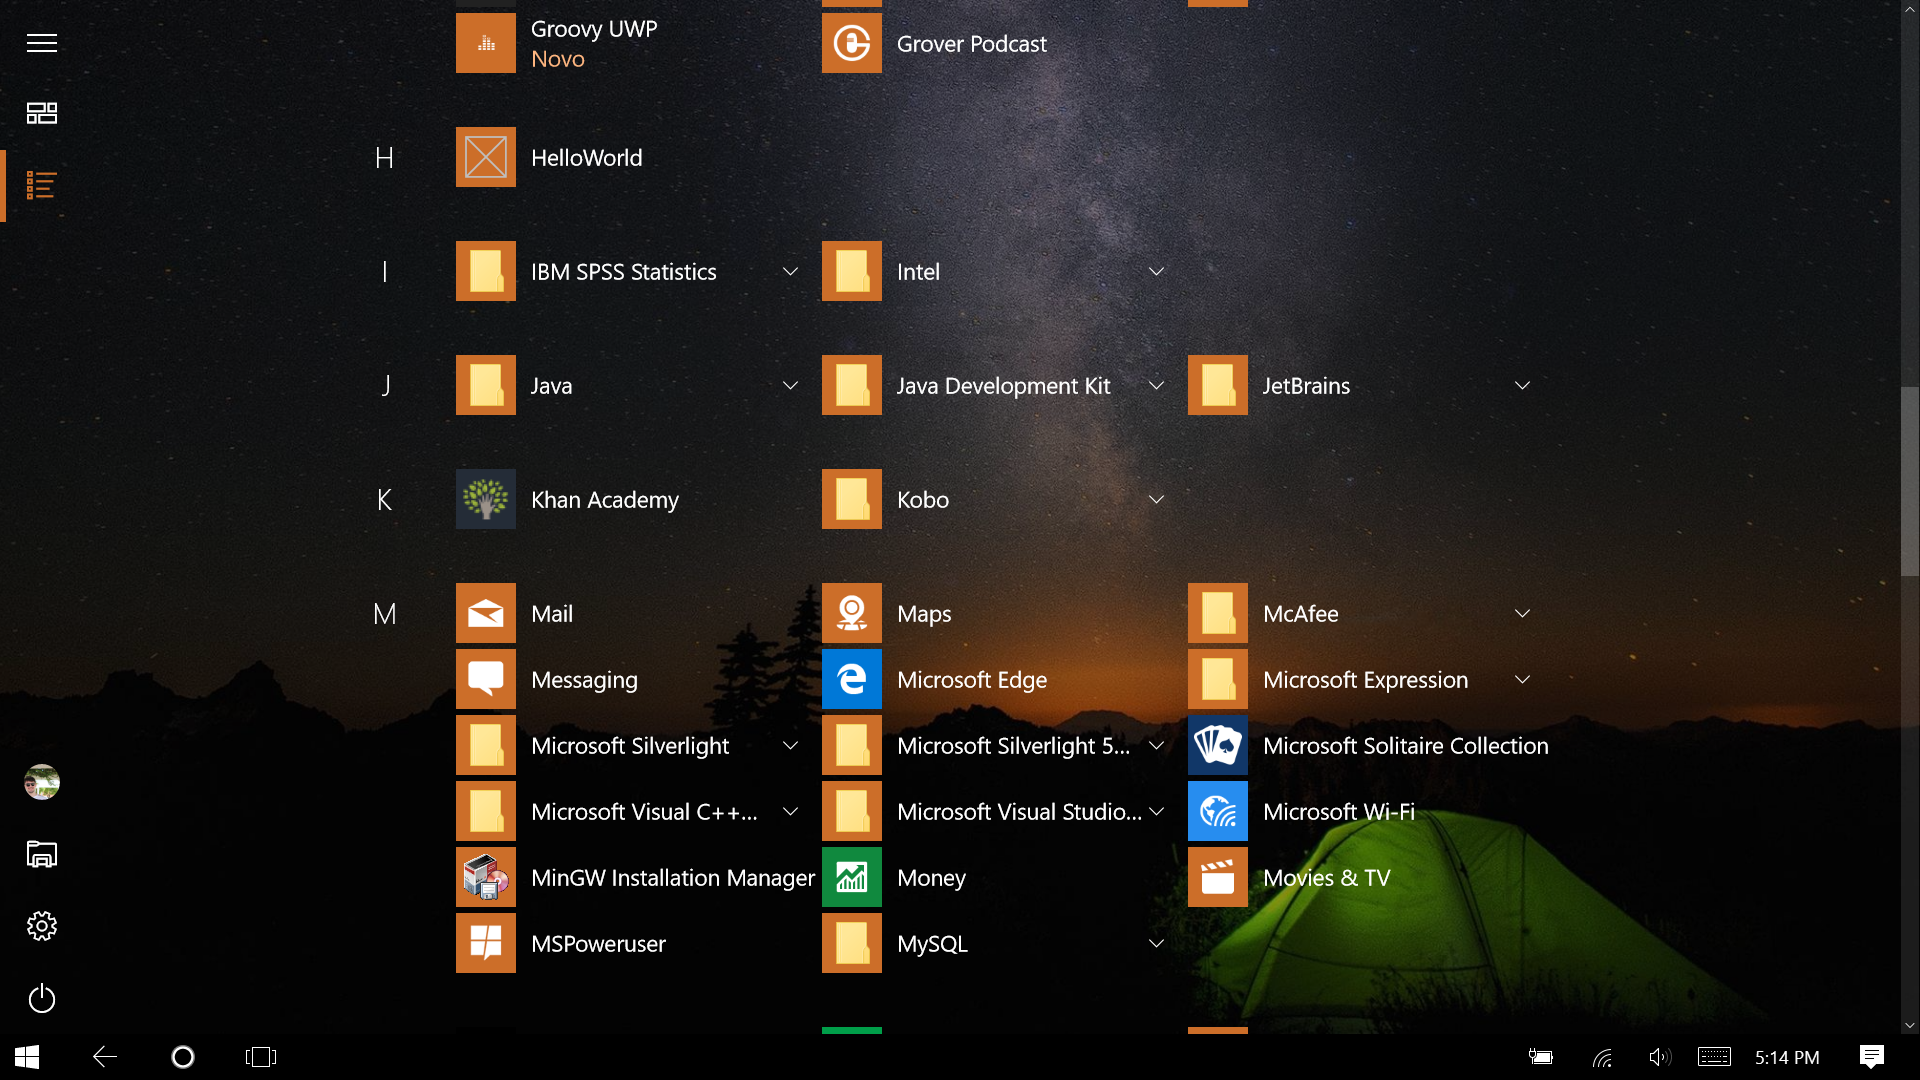 Groovy UWP
Novo
Grover Podcast
H
HelloWorld
I
IBM SPSS Statistics
Intel
J
Java
Java Development Kit
JetBrains
K
Khan Academy
Kobo
M
Mail
Maps
McAfee
Messaging
Microsoft Edge
Microsoft Expression
Microsoft Silverlight
Microsoft Silverlight 5...
Microsoft Solitaire Collection
Microsoft Visual C++...
Microsoft Visual Studio...
Microsoft Wi-Fi
MinGW Installation Manager
Money
Movies & TV
MSPoweruser
MySQL
5:14 PM